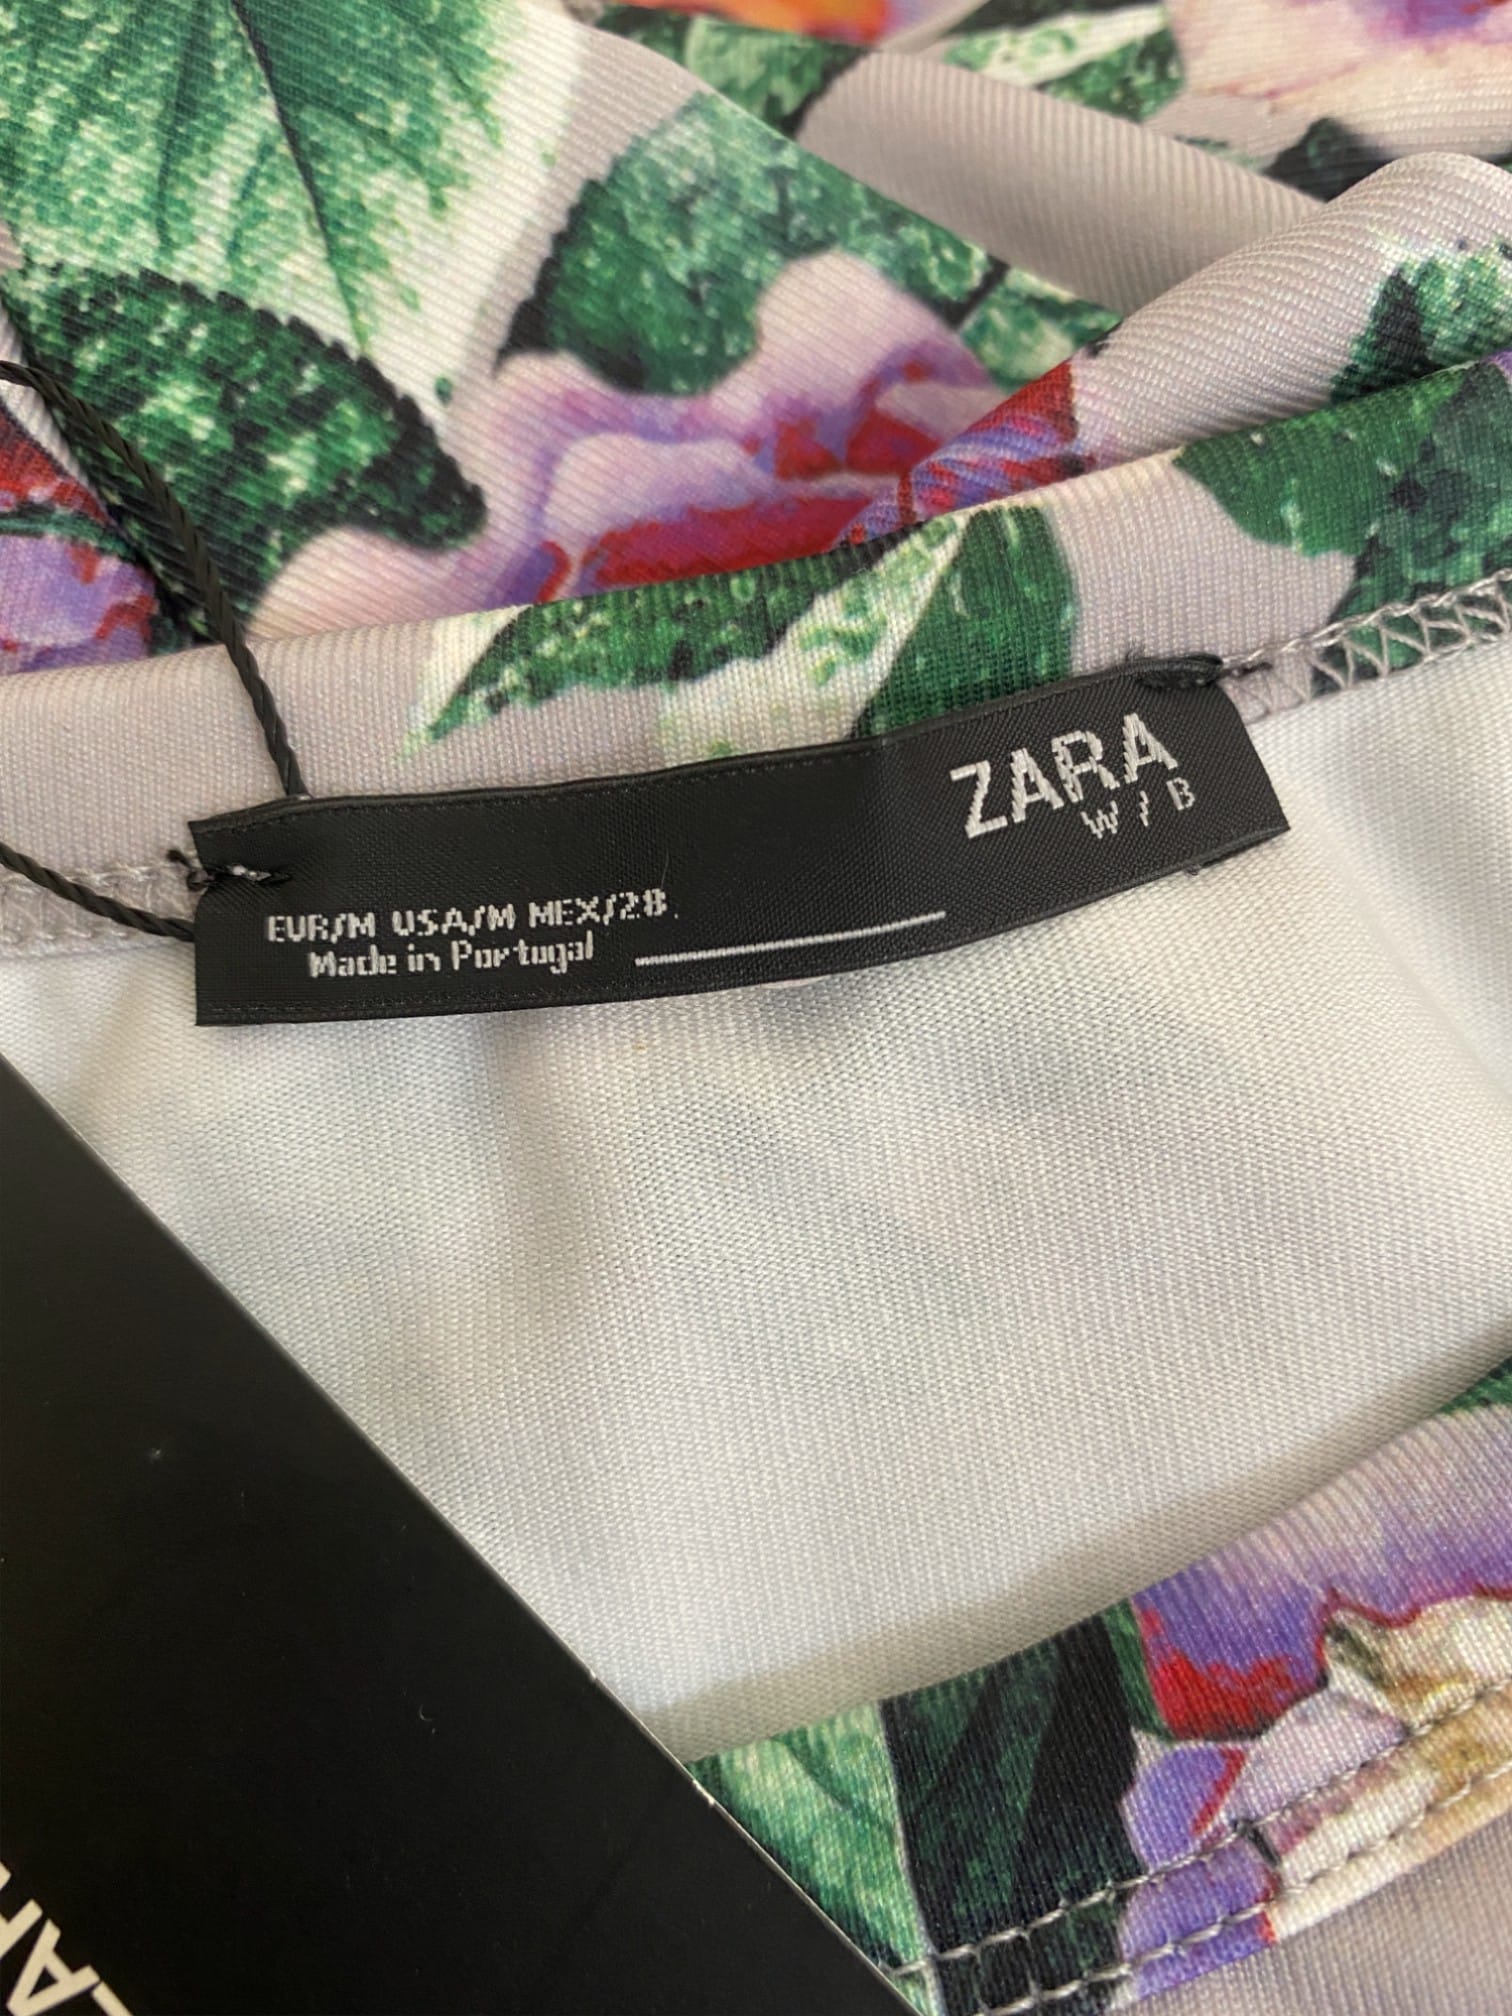 ZARA
W/B
EUR/M USA/M MEX/28
Made in Portugal